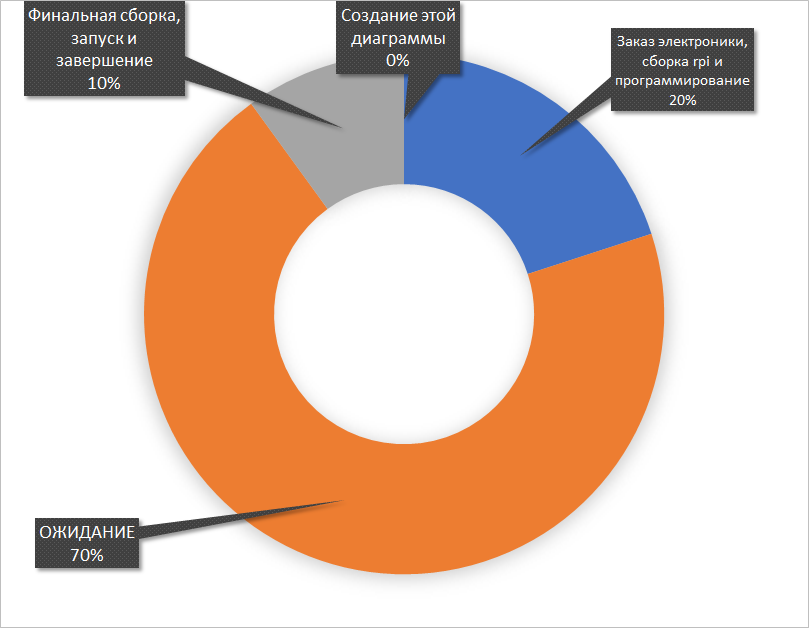 Финальная сборка,
запуск и
завершение
10%
Создание этой
диаграммы
0%
Заказ электроники,
сборка rpi и
программирование
20%
ОЖИДАНИЕ
70%